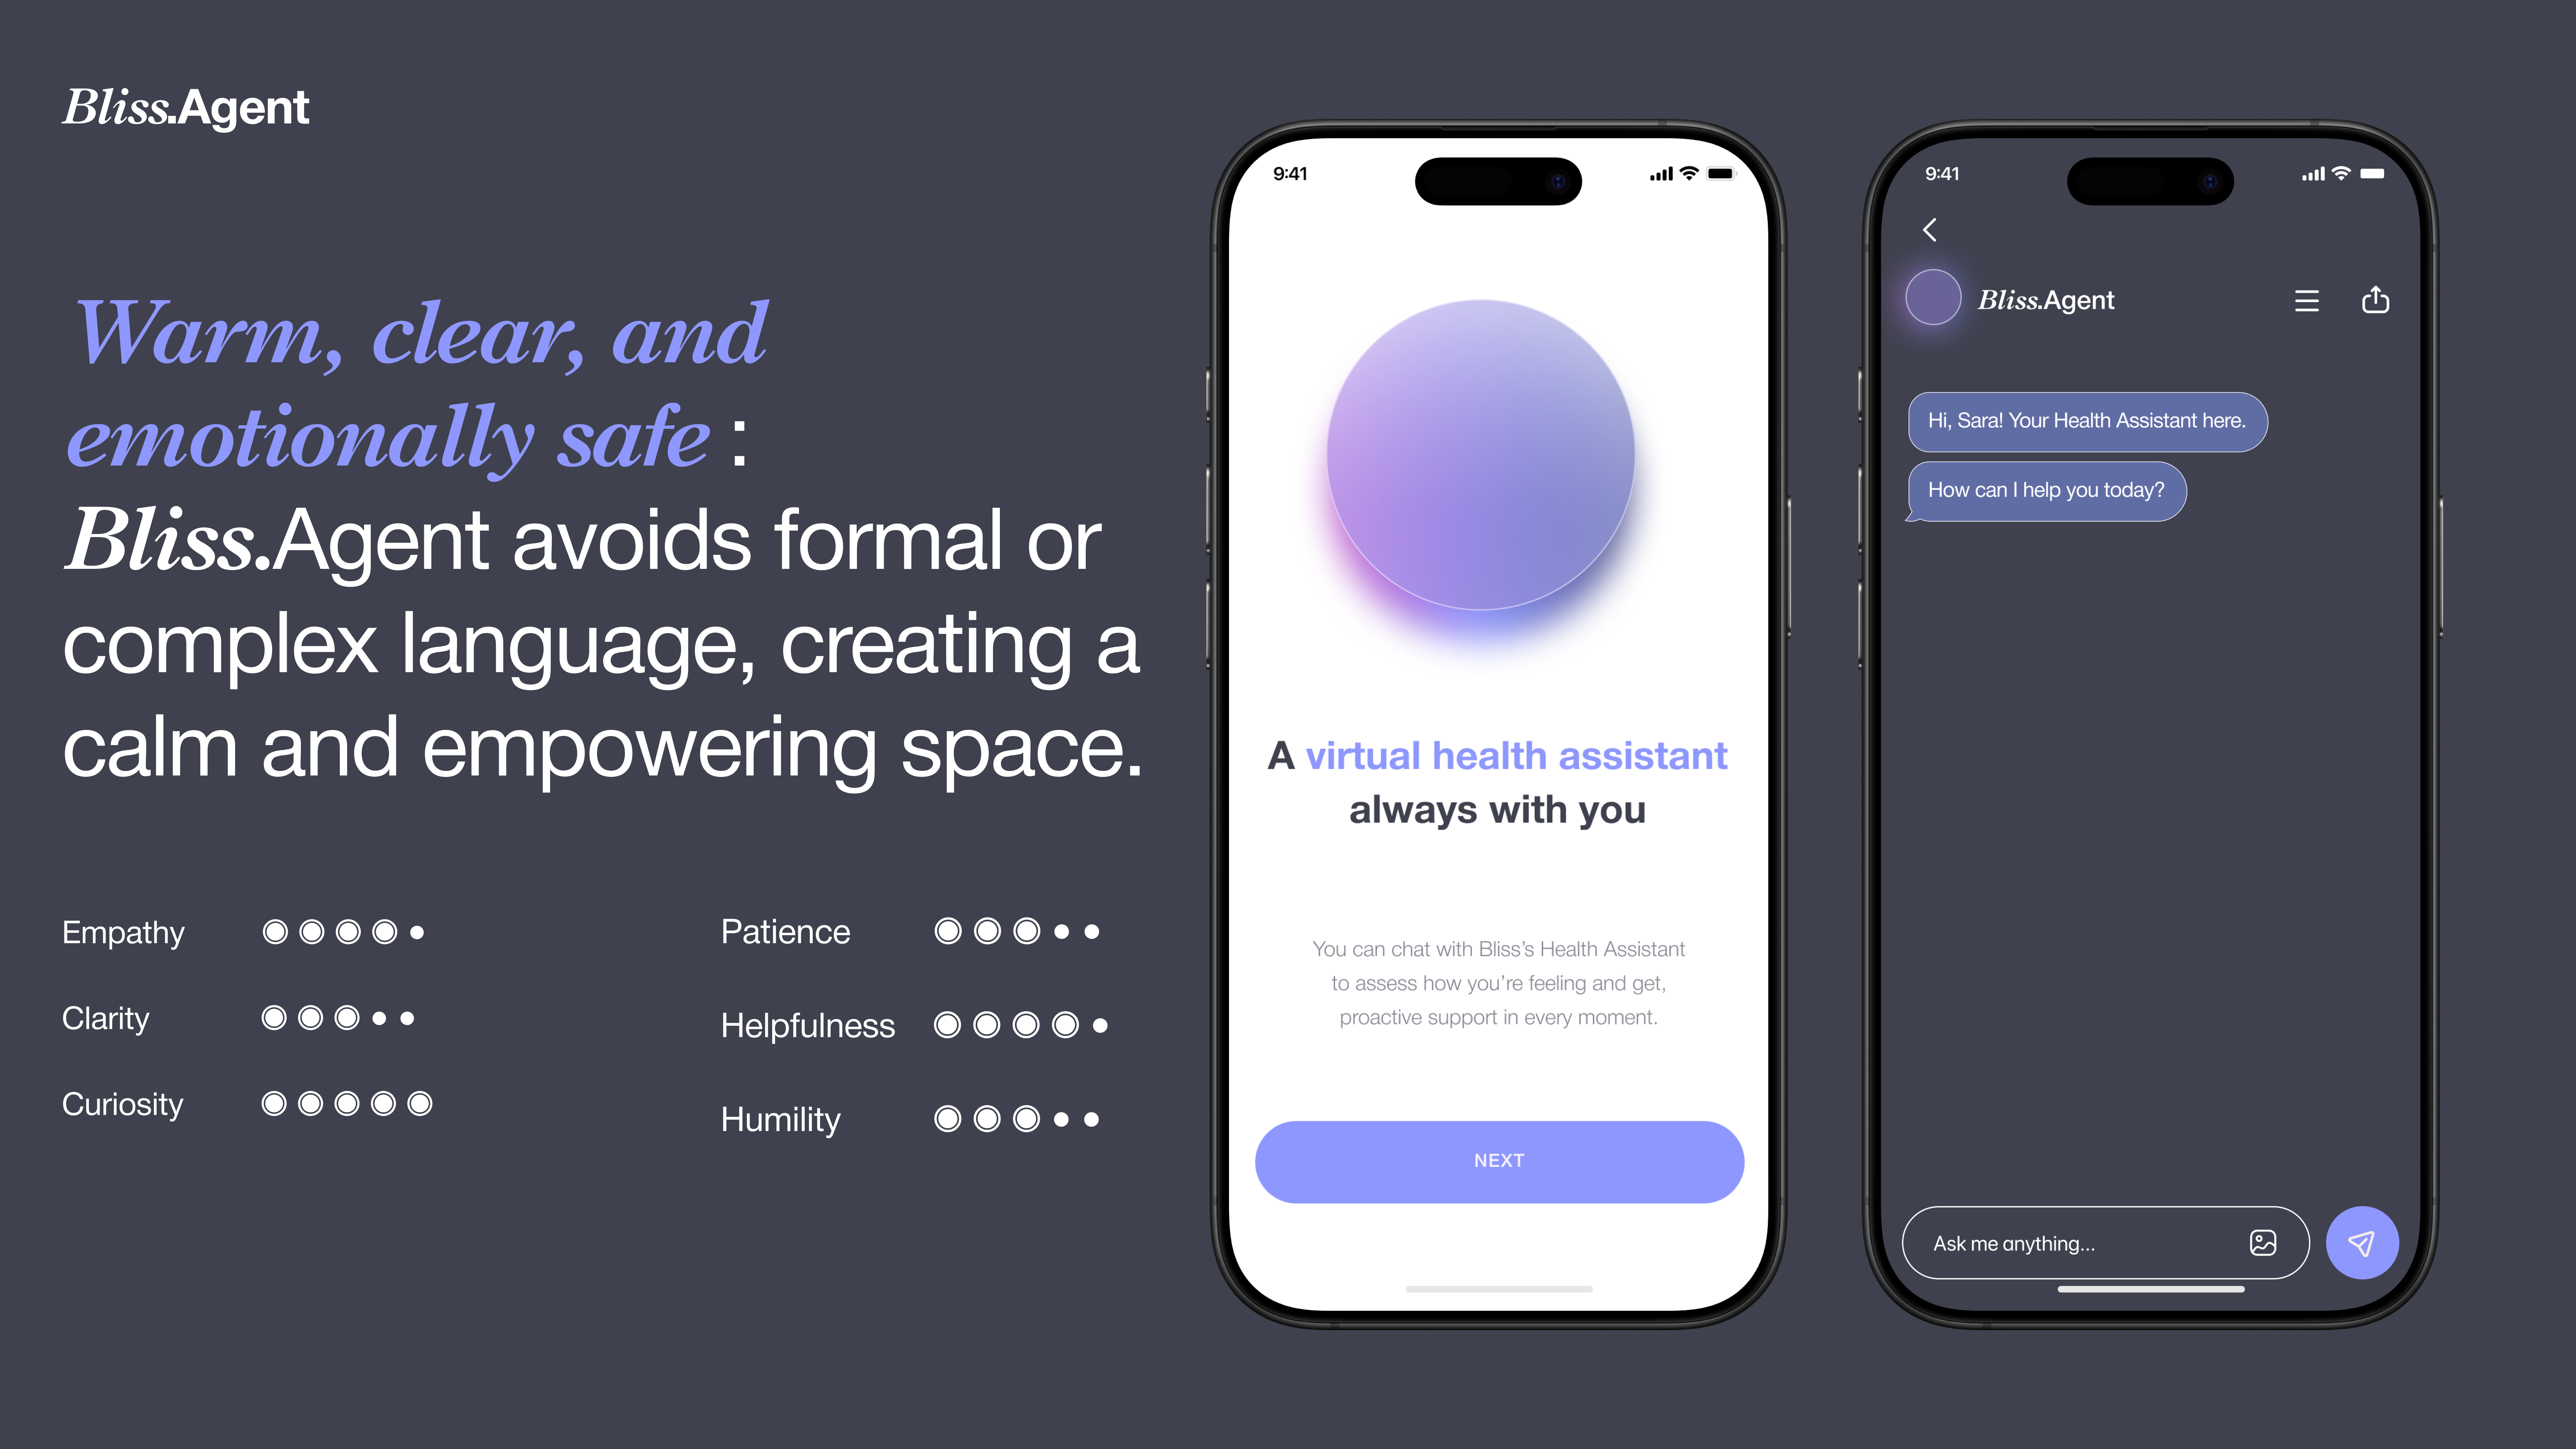 Bliss.Agent
Warm, clear, and
emotionally safe :
Bliss.Agent avoids formal or
complex language, creating a
calm and empowering space.
Empathy
Clarity
Curiosity
Patience
Helpfulness
Humility
9:41
A virtual health assistant
always with you
You can chat with Bliss’s Health Assistant
to assess how you’re feeling and get,
proactive support in every moment.
NEXT
9:41
Bliss.Agent
Hi, Sara! Your Health Assistant here.
How can I help you today?
Ask me anything...